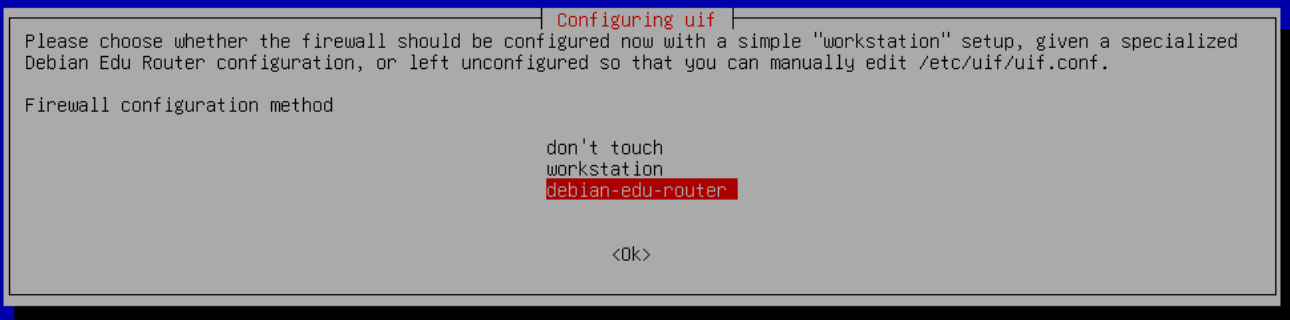 Configuring uif
Please choose whether the firewall should be configured now with a simple "workstation" setup, given a specialized
Debian Edu Router configuration, or left unconfigured so that you can manually edit /etc/uif/uif.conf.
Firewall configuration method
don't touch
workstation
debian-edu-router
<Ok>